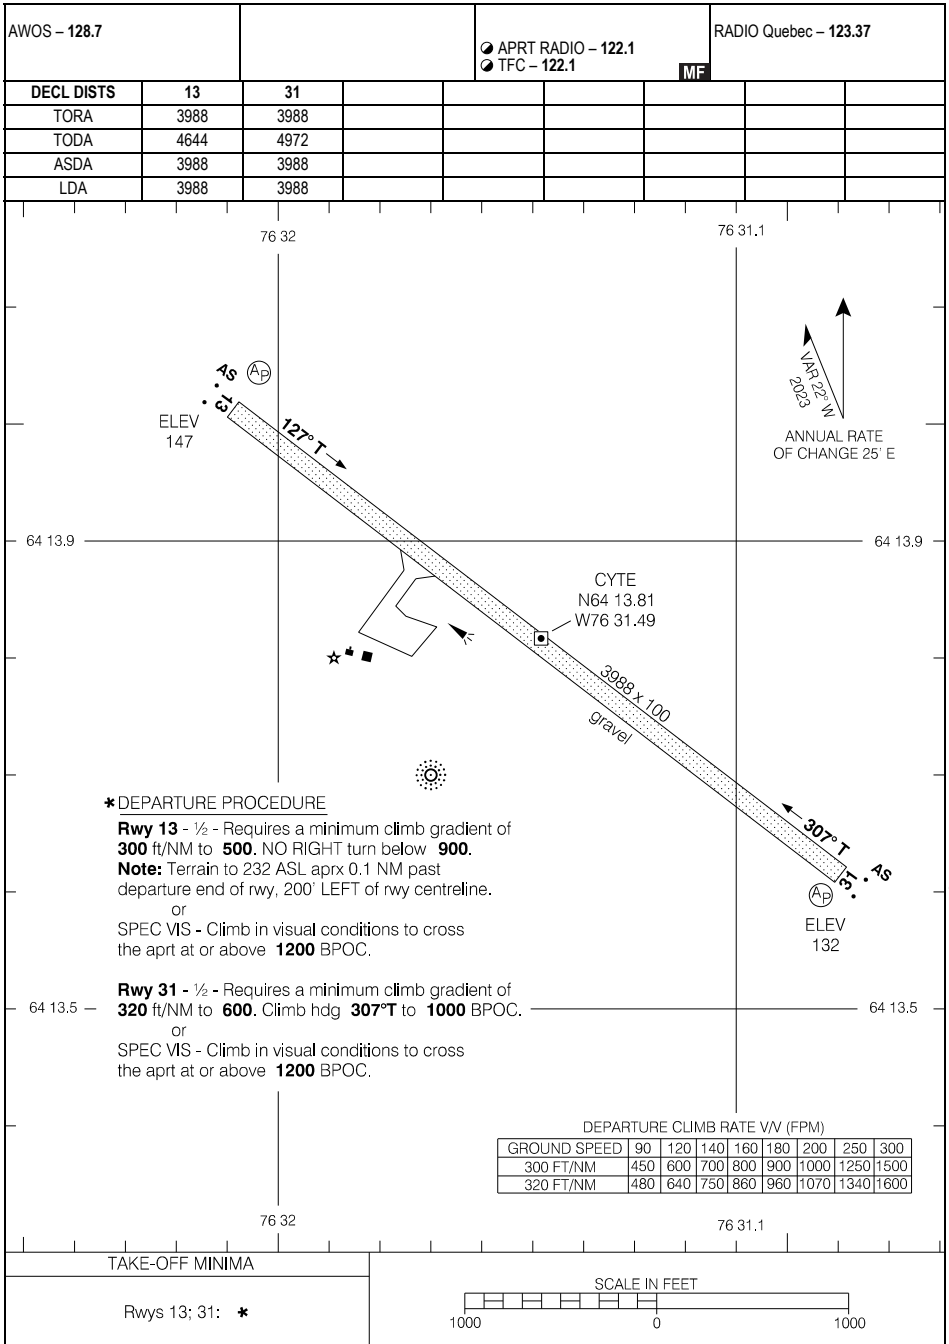 AWOS – 128.7
APRT RADIO – 122.1
TFC – 122.1
MF
RADIO Quebec – 123.37
DECL DISTS 13 31
TORA 3988 3988
TODA 4644 4972
ASDA 3988 3988
LDA 3988 3988
76 32
76 31.1
VAR 22° W
2023
ANNUAL RATE
OF CHANGE 25' E
AS
AP
13
ELEV
147
127° T
64 13.9
64 13.9
CYTE
N64 13.81
W76 31.49
3988 x 100
gravel
307° T
31
AS
AP
ELEV
132
* DEPARTURE PROCEDURE
Rwy 13 - ½ - Requires a minimum climb gradient of
300 ft/NM to 500. NO RIGHT turn below 900.
Note: Terrain to 232 ASL aprx 0.1 NM past
departure end of rwy, 200' LEFT of rwy centreline.
or
SPEC VIS - Climb in visual conditions to cross
the aprt at or above 1200 BPOC.
Rwy 31 - ½ - Requires a minimum climb gradient of
320 ft/NM to 600. Climb hdg 307°T to 1000 BPOC.
or
SPEC VIS - Climb in visual conditions to cross
the aprt at or above 1200 BPOC.
64 13.5
64 13.5
DEPARTURE CLIMB RATE V/V (FPM)
GROUND SPEED 90 120 140 160 180 200 250 300
300 FT/NM 450 600 700 800 900 1000 1250 1500
320 FT/NM 480 640 750 860 960 1070 1340 1600
76 32
76 31.1
TAKE-OFF MINIMA
Rwys 13; 31: *
SCALE IN FEET
1000 0 1000